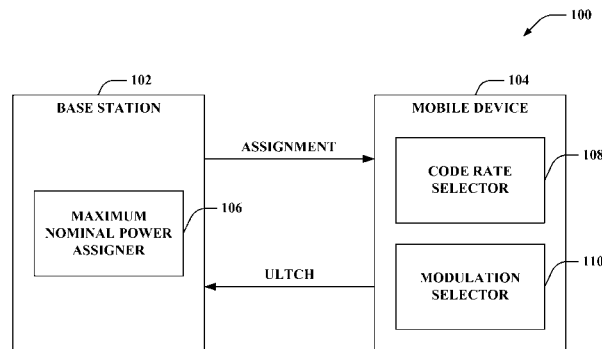 100
102
104
BASE STATION
MOBILE DEVICE
ASSIGNMENT
108
CODE RATE
SELECTOR
106
MAXIMUM
NOMINAL POWER
ASSIGNER
110
ULTCH
MODULATION
SELECTOR